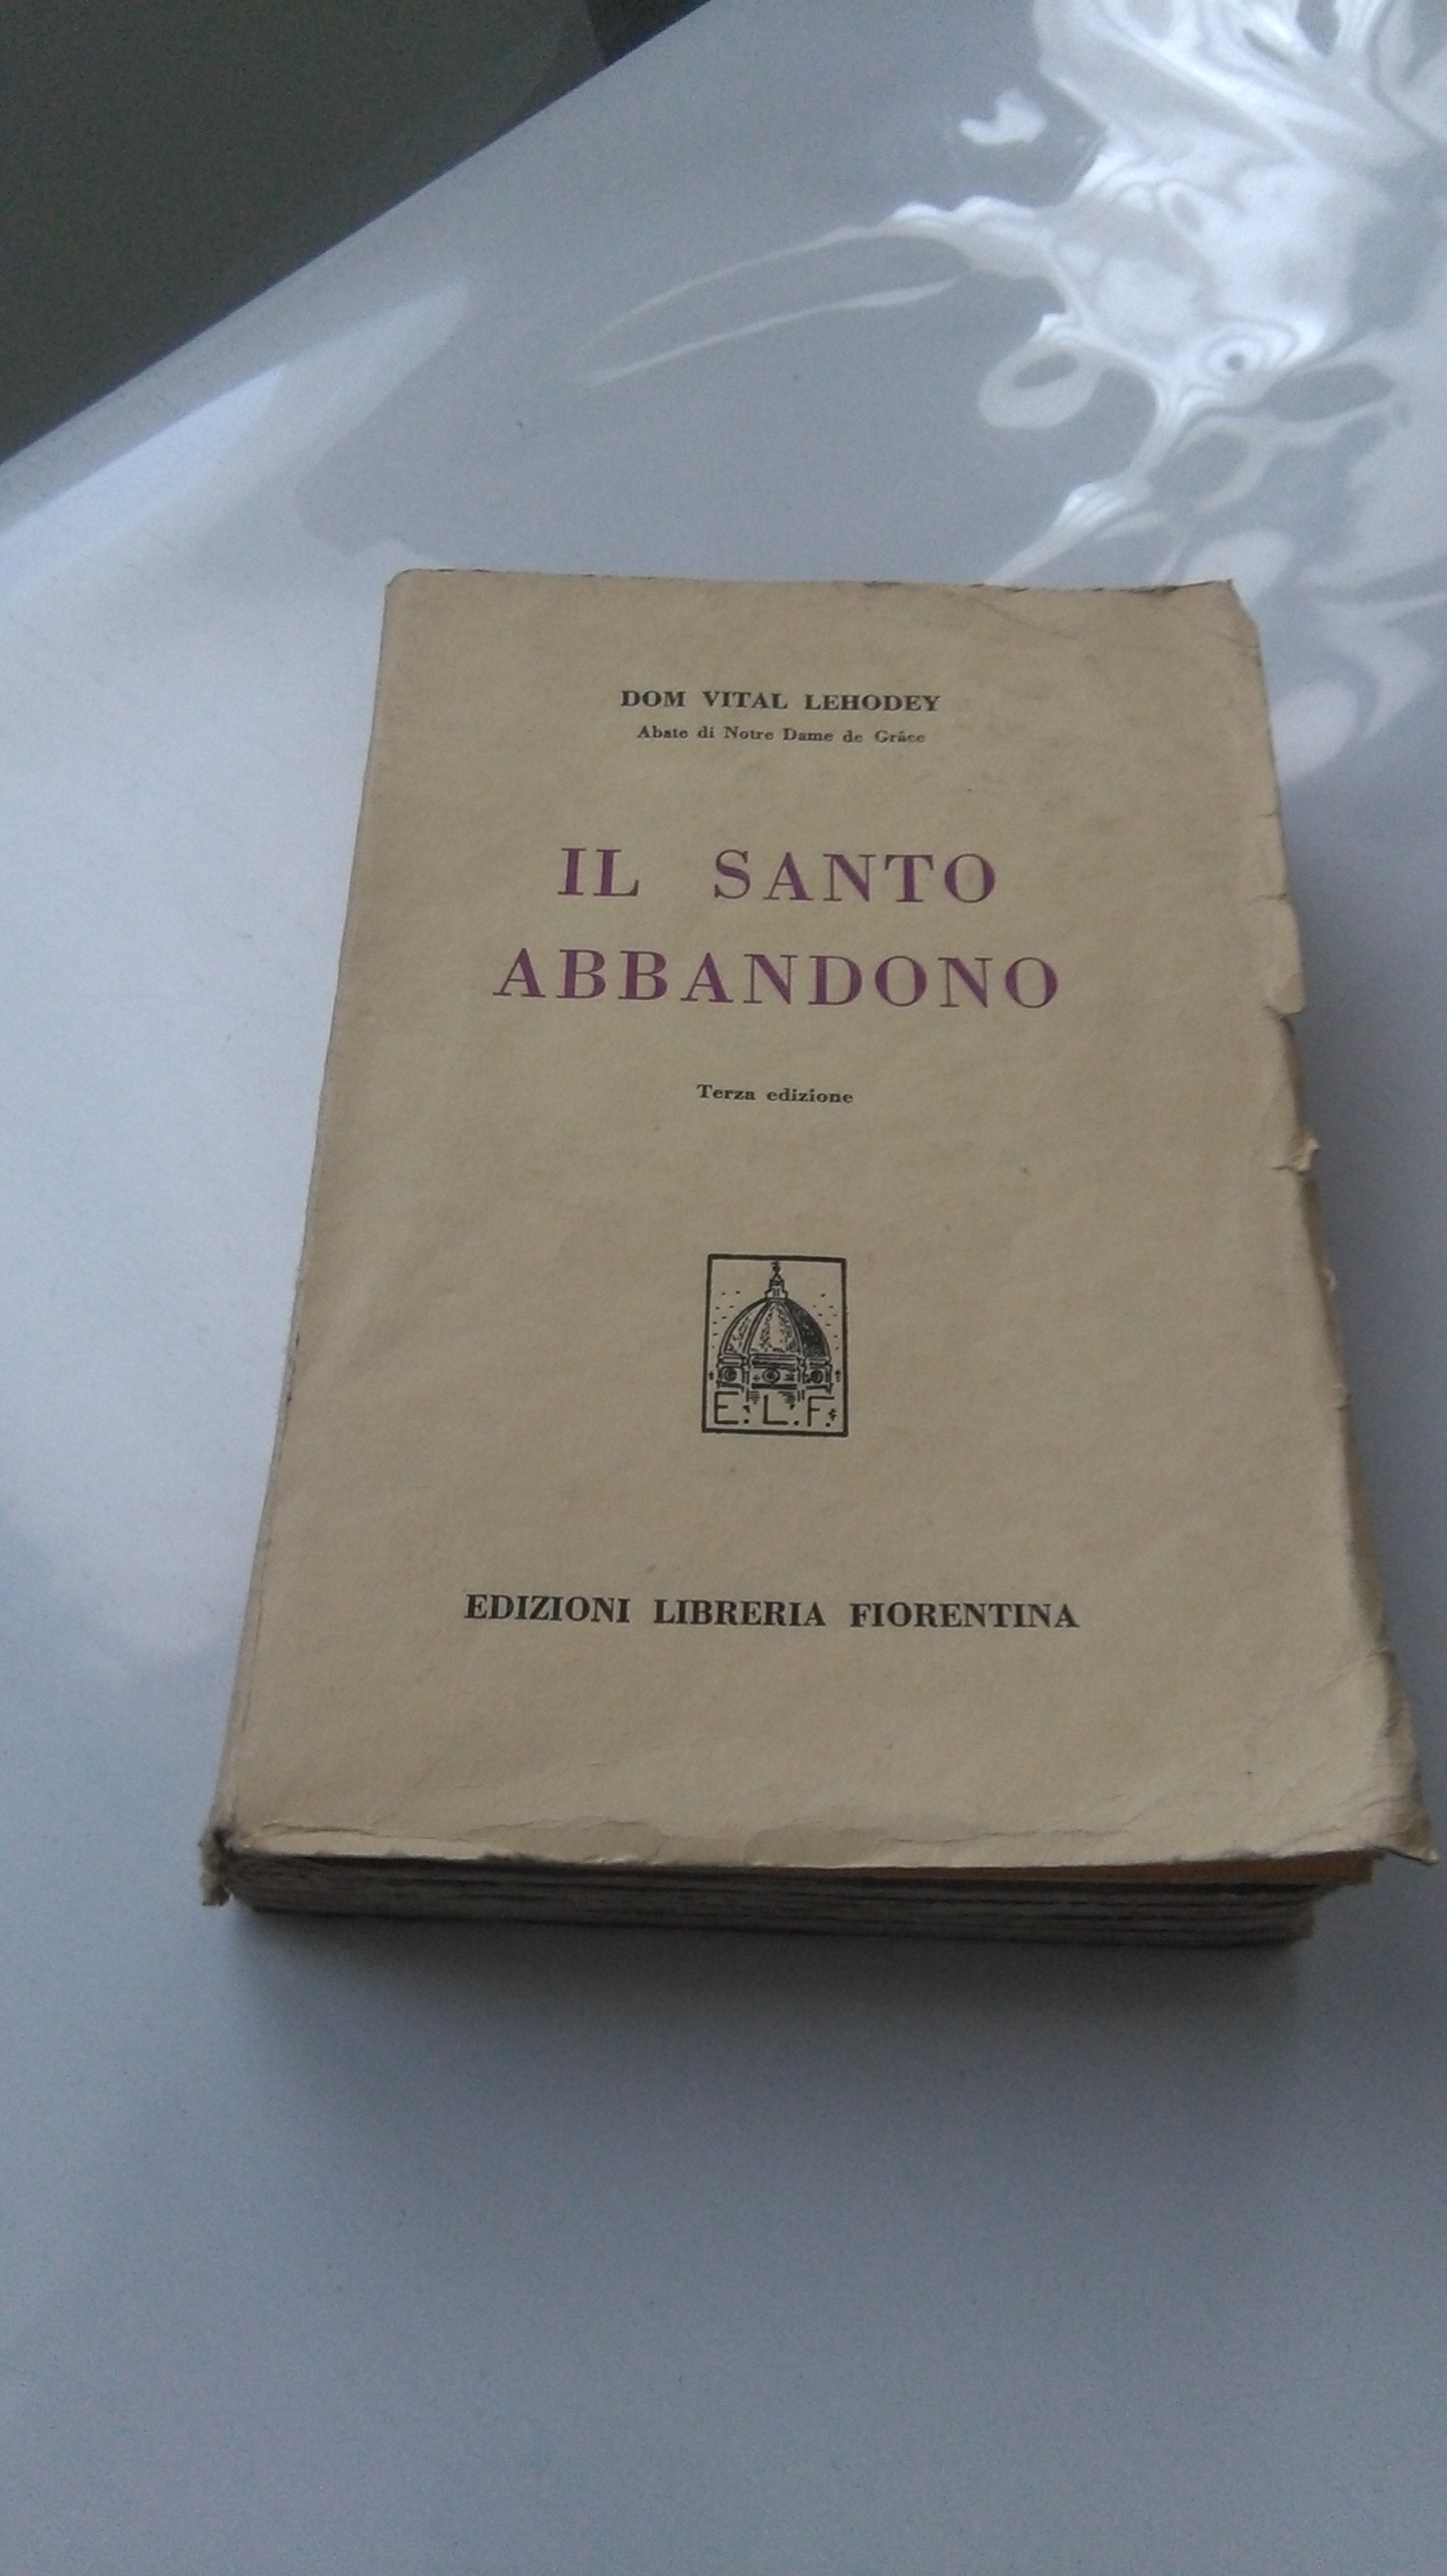 DOM VITAL LEHODEY
Abate di Notre Dame de Grâce
IL SANTO
ABBANDONO
Terza edizione
E. L. F.
EDIZIONI LIBRERIA FIORENTINA